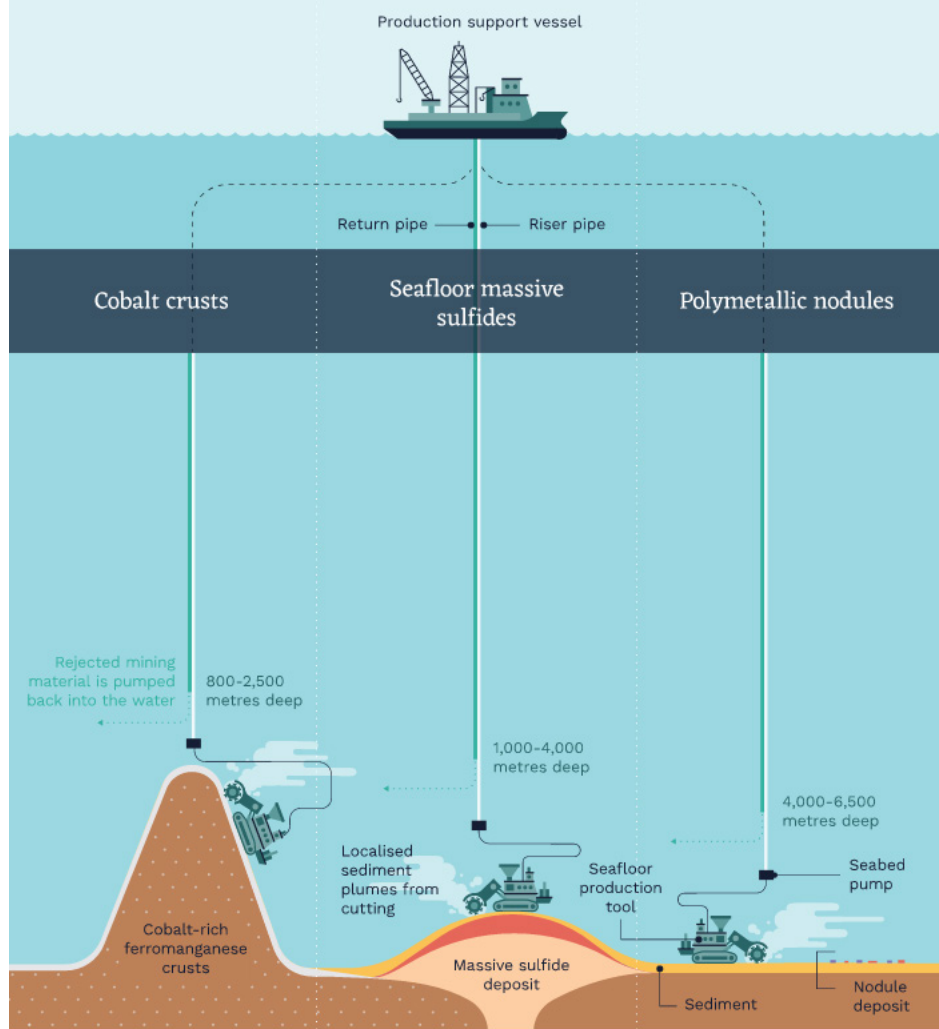 Production support vessel
Return pipe
Riser pipe
Cobalt crusts
Seafloor massive
sulfides
Polymetallic nodules
Rejected mining
material is pumped
back into the water
800-2,500
metres deep
1,000-4,000
metres deep
4,000-6,500
metres deep
Localised
sediment
plumes from
cutting
Seafloor
production
tool
Seabed
pump
Cobalt-rich
ferromanganese
crusts
Massive sulfide
deposit
Sediment
Nodule
deposit